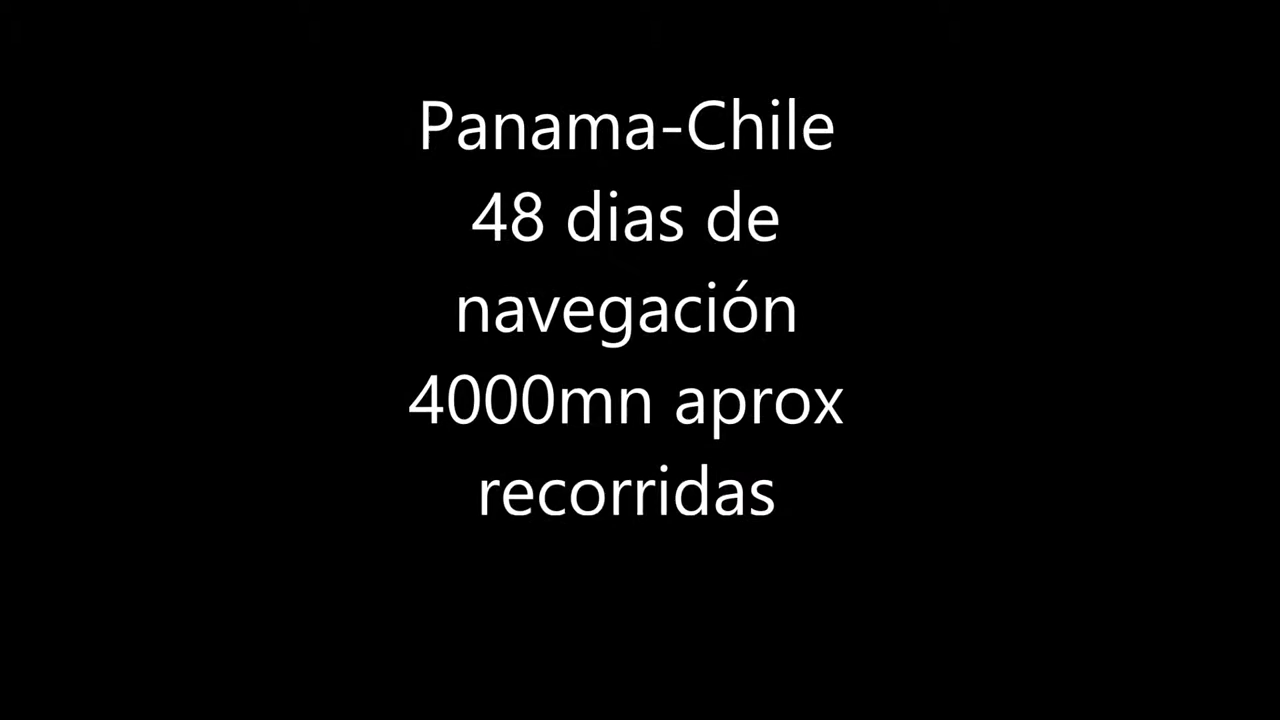 Panama-Chile
48 dias de
navegación
4000mn aprox
recorridas